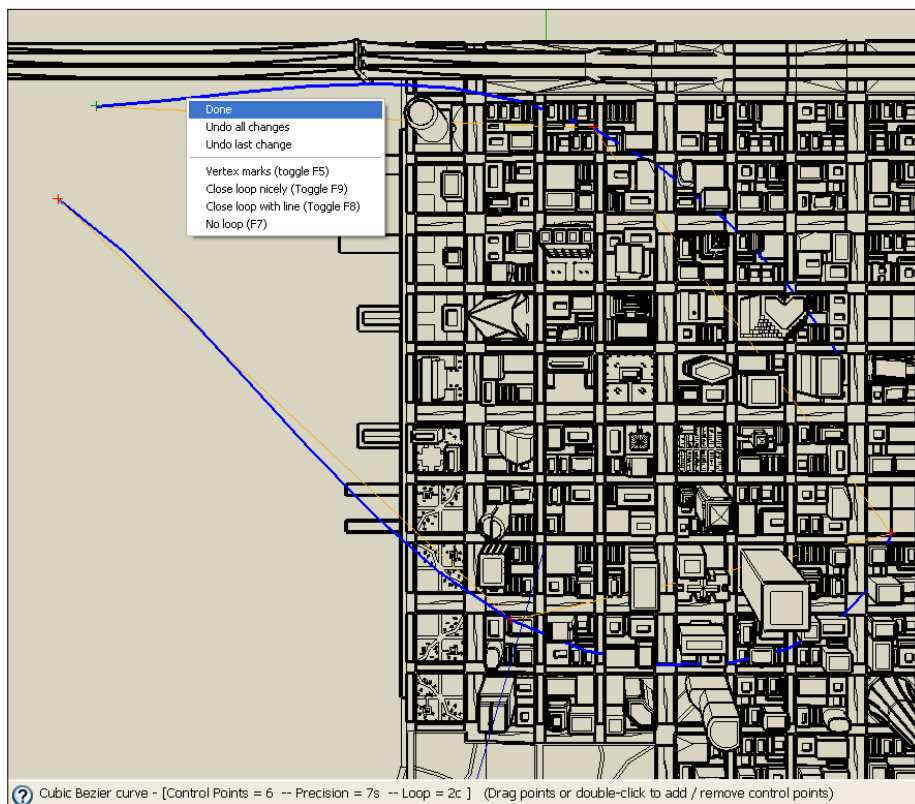 Done
Undo all changes
Undo last change
Vertex marks (toggle F5)
Close loop nicely (Toggle F9)
Close loop with line (Toggle F8)
No loop (F7)
? Cubic Bezier curve - [Control Points = 6 -- Precision = 7s -- Loop = 2c ] (Drag points or double-click to add / remove control points)